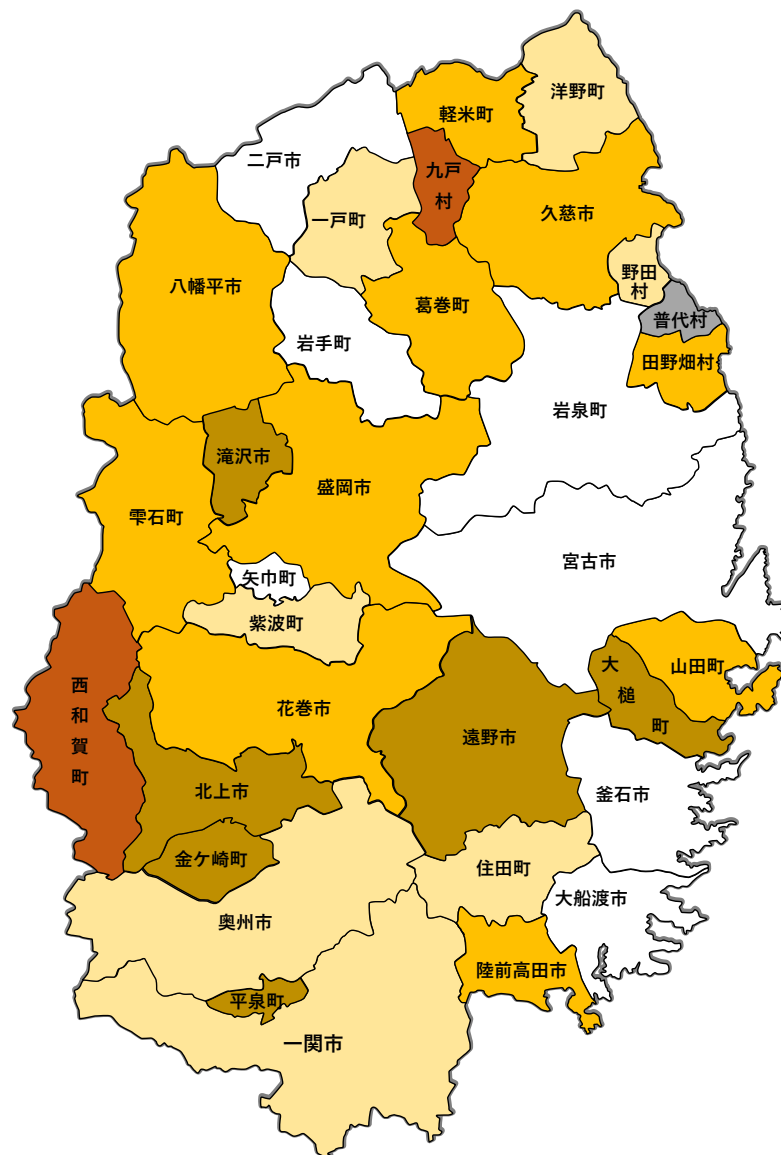 洋野町
軽米町
二戸市
九戸
村
一戸町
久慈市
野田
村
八幡平市
葛巻町
普代村
岩手町
田野畑村
岩泉町
滝沢市
盛岡市
雫石町
宮古市
矢巾町
紫波町
山田町
大
槌
町
西
和
賀
町
花巻市
遠野市
北上市
釜石市
金ケ崎町
住田町
大船渡市
奥州市
陸前高田市
平泉町
一関市